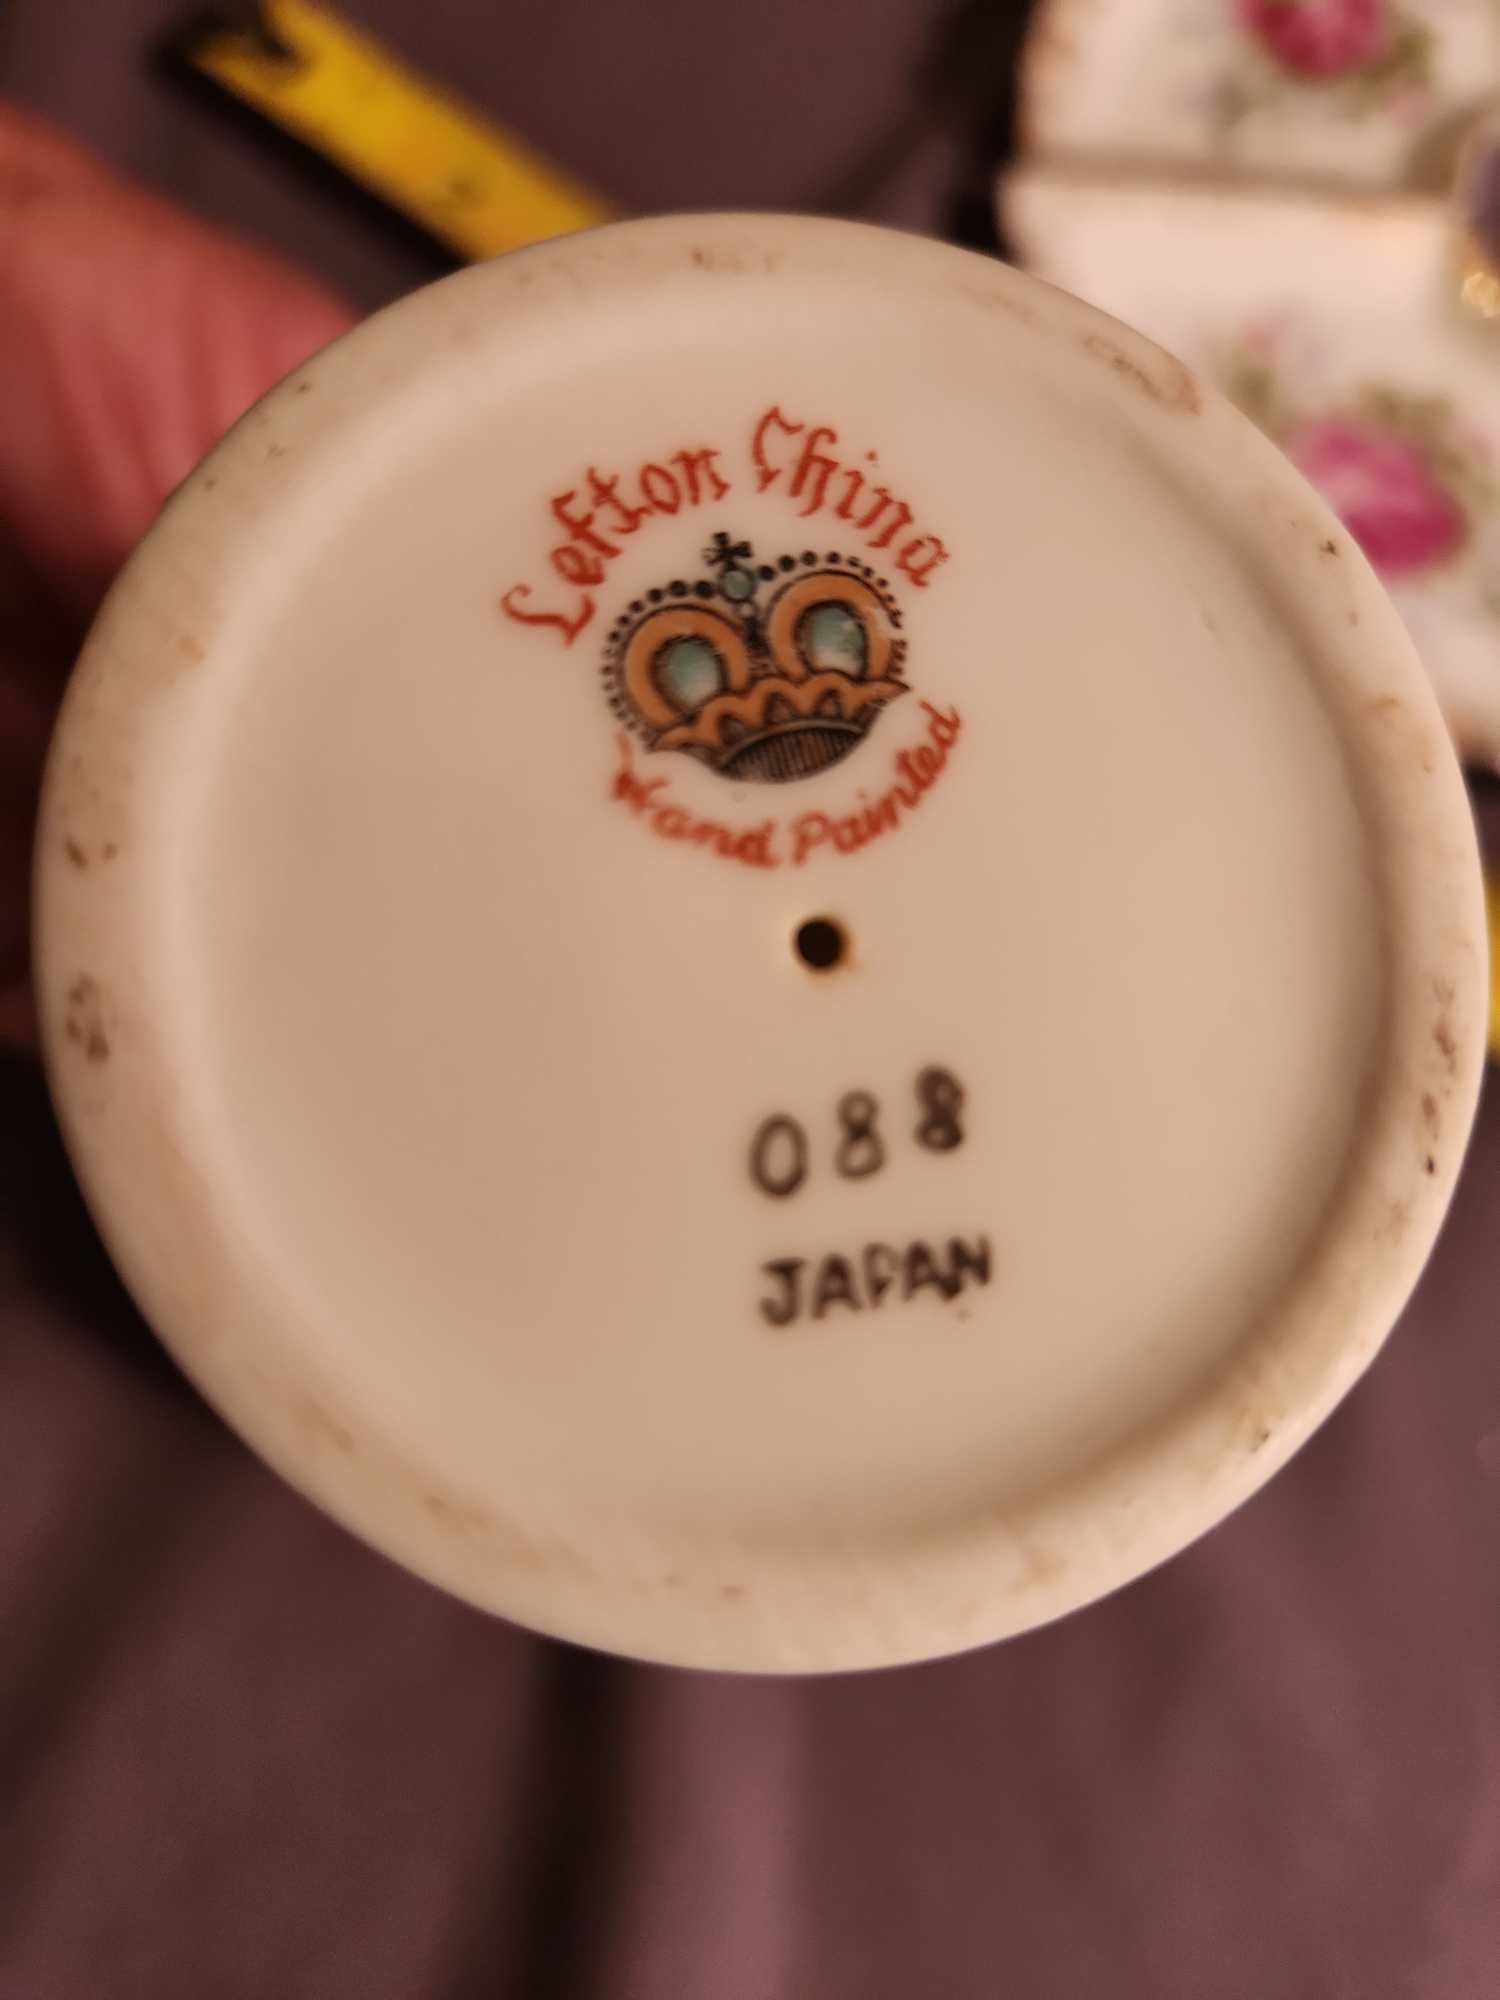 Lefton China
Hand Painted
088
JAPAN